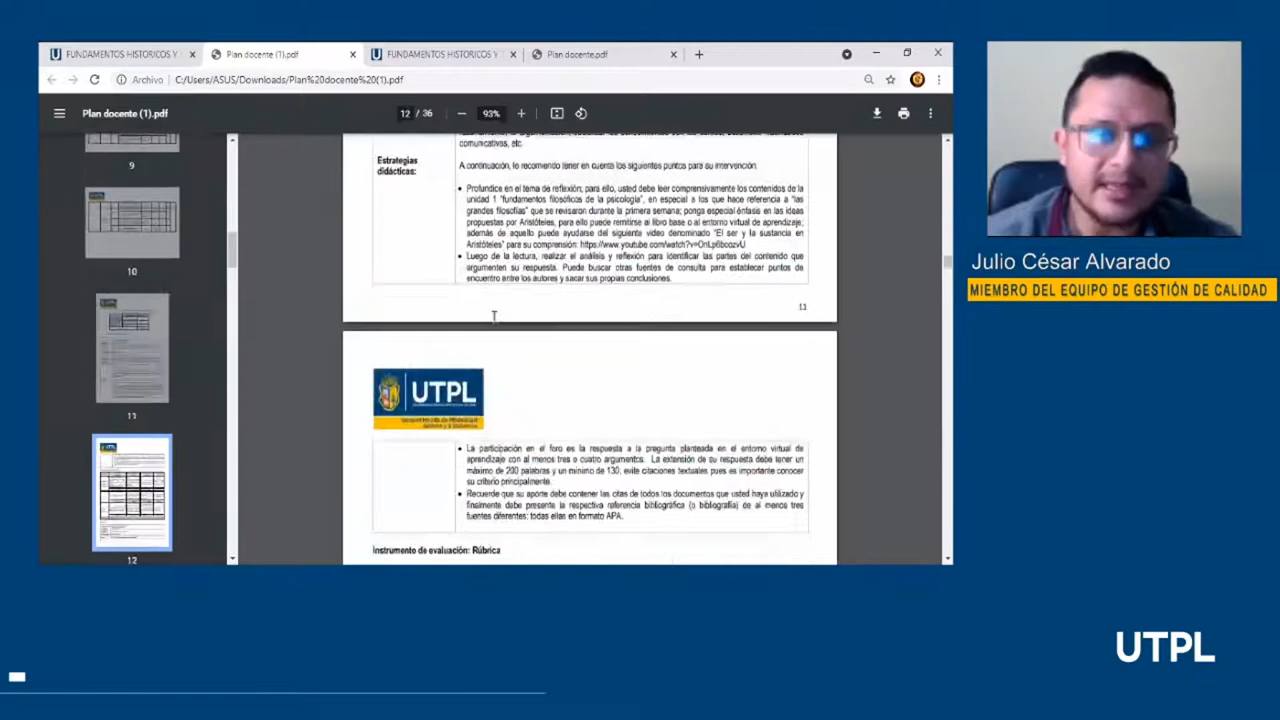 FUNDAMENTOS HISTORICOS Y
Plan docente (1).pdf
FUNDAMENTOS HISTORICOS Y
Plan docente.pdf
Archivo
C:/Users/ASUS/Downloads/Plan%20docente%20(1).pdf
Plan docente (1).pdf
12 / 36
93%
9
10
11
12
comunicativas, etc.
Estrategias
didácticas:
A continuación, le recomiendo tener en cuenta los siguientes puntos para su intervención:
Profundice en el tema de reflexión; para ello, usted debe leer comprensivamente los contenidos de la
unidad 1 "fundamentos filosóficos de la psicología", en especial a los que hace referencia a "las
grandes filosofías" que se revisaron durante la primera semana; ponga especial énfasis en las ideas
propuestas por Aristóteles, para ello puede remitirse al libro base o al entorno virtual de aprendizaje;
además de aquello puede ayudarse del siguiente video denominado "El ser y la sustancia en
Aristóteles" para su comprensión: https://www.youtube.com/watch?v=OnLp6boozvU
Luego de la lectura, realizar el análisis y reflexión para identificar las partes del contenido que
argumenten su respuesta. Puede buscar otras fuentes de consulta para establecer puntos de
encuentro entre los autores y sacar sus propias conclusiones.
11
UTPL
La participación en el foro es la respuesta a la pregunta planteada en el entorno virtual de
aprendizaje con al menos tres o cuatro argumentos. La extensión de su respuesta debe tener un
máximo de 200 palabras y un mínimo de 130, evite citaciones textuales pues es importante conocer
su criterio principalmente.
Recuerde que su aporte debe contener las citas de todos los documentos que usted haya utilizado y
finalmente debe presente la respectiva referencia bibliográfica (o bibliografía) de al menos tres
fuentes diferentes; todas ellas en formato APA.
Instrumento de evaluación: Rúbrica
Julio César Alvarado
MIEMBRO DEL EQUIPO DE GESTIÓN DE CALIDAD
UTPL